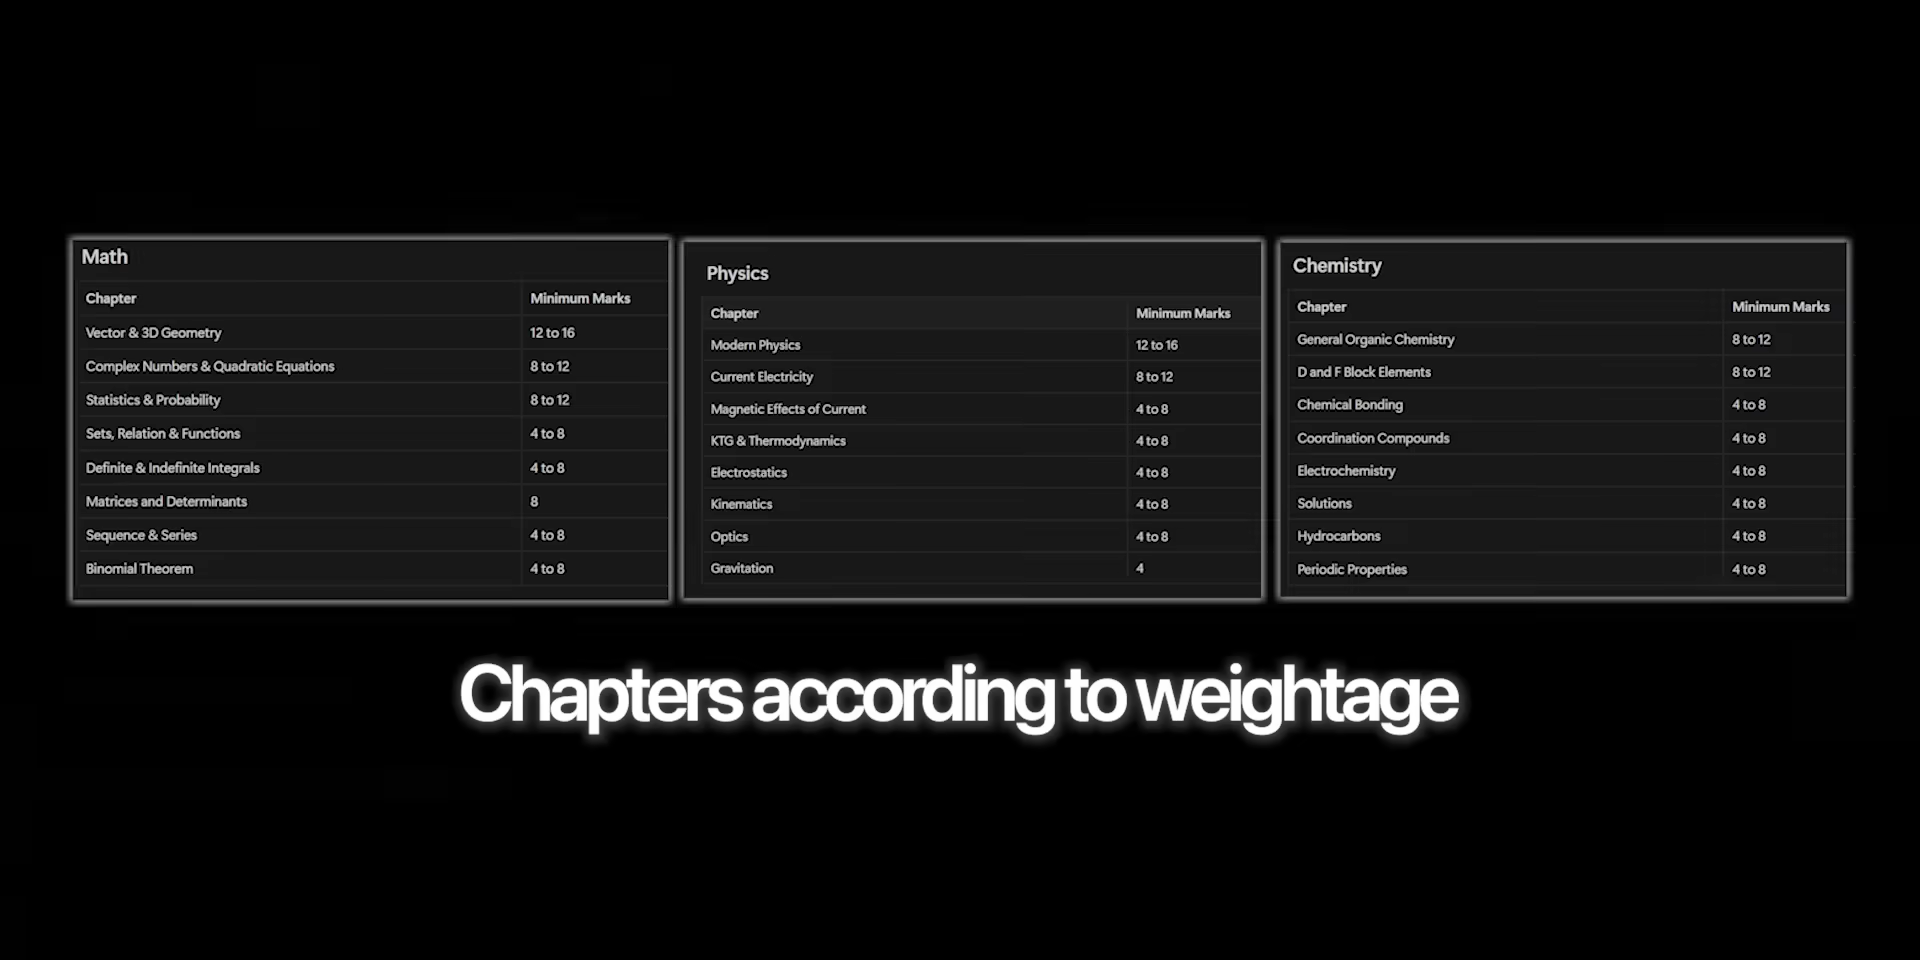 Math
Chapter Minimum Marks
Vector & 3D Geometry 12 to 16
Complex Numbers & Quadratic Equations 8 to 12
Statistics & Probability 8 to 12
Sets, Relation & Functions 4 to 8
Definite & Indefinite Integrals 4 to 8
Matrices and Determinants 8
Sequence & Series 4 to 8
Binomial Theorem 4 to 8
Physics
Chapter Minimum Marks
Modern Physics 12 to 16
Current Electricity 8 to 12
Magnetic Effects of Current 4 to 8
KTG & Thermodynamics 4 to 8
Electrostatics 4 to 8
Kinematics 4 to 8
Optics 4 to 8
Gravitation 4
Chemistry
Chapter Minimum Marks
General Organic Chemistry 8 to 12
D and F Block Elements 8 to 12
Chemical Bonding 4 to 8
Coordination Compounds 4 to 8
Electrochemistry 4 to 8
Solutions 4 to 8
Hydrocarbons 4 to 8
Periodic Properties 4 to 8
Chapters according to weightage